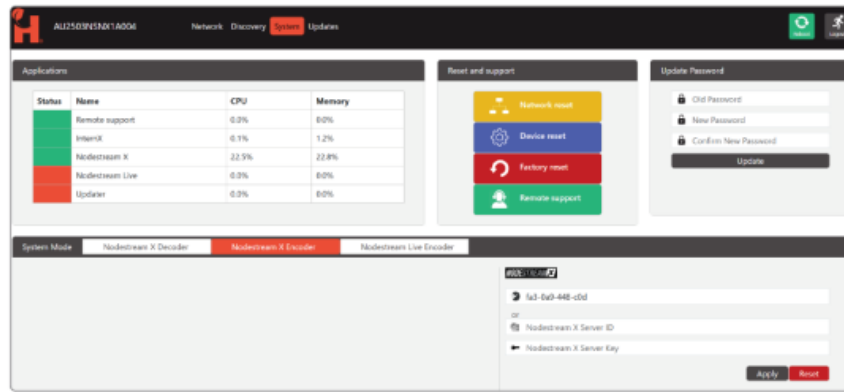 AU2503NSNX1A004 Network Discovery System Updates
Reboot Logout
Applications
Status Name CPU Memory
Remote support 0.0% 0.0%
InterriX 0.1% 1.2%
Nodestream X 22.5% 22.8%
Nodestream Live 0.0% 0.0%
Updater 0.0% 0.0%
Reset and support
Network reset
Device reset
Factory reset
Remote support
Update Password
Old Password
New Password
Confirm New Password
Update
System Mode Nodestream X Decoder Nodestream X Encoder Nodestream Live Encoder
NODESTREAM X
fa3-0a9-448-c0d
or
Nodestream X Server ID
Nodestream X Server Key
Apply Reset